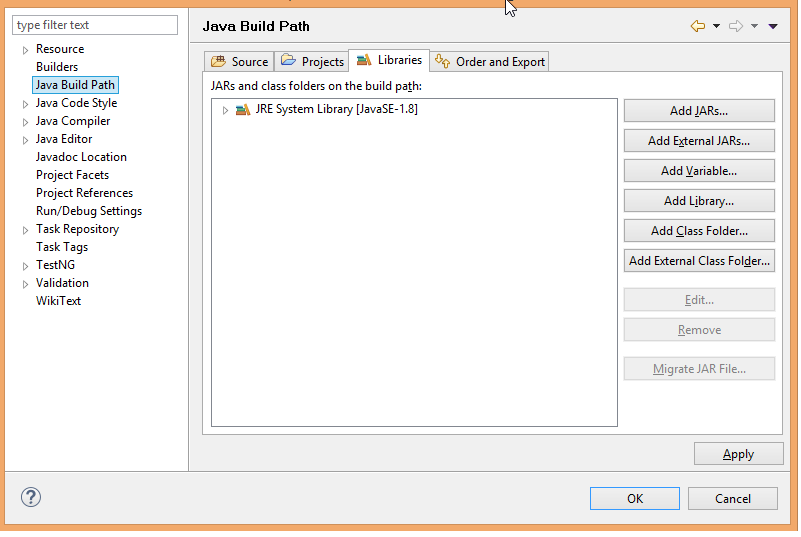 type filter text
Resource
Builders
Java Build Path
Java Code Style
Java Compiler
Java Editor
Javadoc Location
Project Facets
Project References
Run/Debug Settings
Task Repository
Task Tags
TestNG
Validation
WikiText
Java Build Path
Source
Projects
Libraries
Order and Export
JARs and class folders on the build path:
JRE System Library [JavaSE-1.8]
Add JARs...
Add External JARs...
Add Variable...
Add Library...
Add Class Folder...
Add External Class Folder...
Edit...
Remove
Migrate JAR File...
Apply
?
OK
Cancel